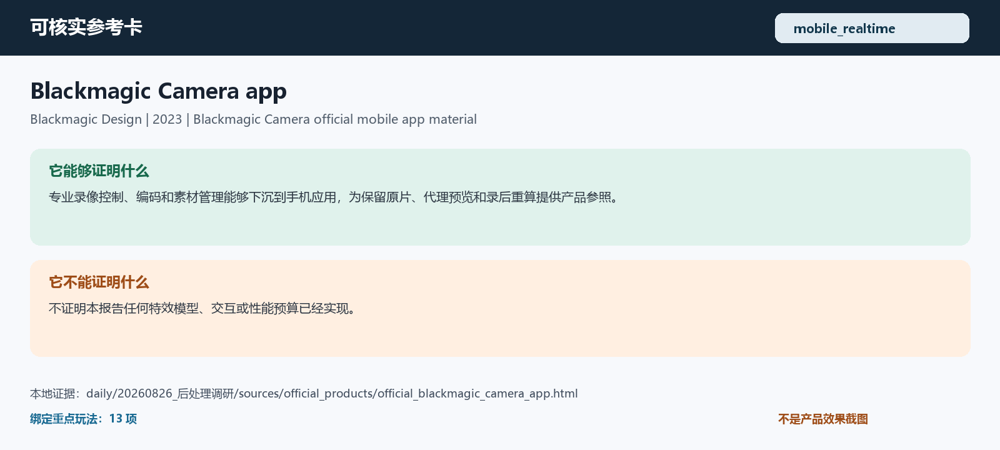 可核实参考卡
mobile_realtime
Blackmagic Camera app
Blackmagic Design | 2023 | Blackmagic Camera official mobile app material
它能够证明什么
专业录像控制、编码和素材管理能够下沉到手机应用，为保留原片、代理预览和录后重算提供产品参照。
它不能证明什么
不证明本报告任何特效模型、交互或性能预算已经实现。
本地证据：daily/20260826_后处理调研/sources/official_products/official_blackmagic_camera_app.html
绑定重点玩法：13 项
不是产品效果截图